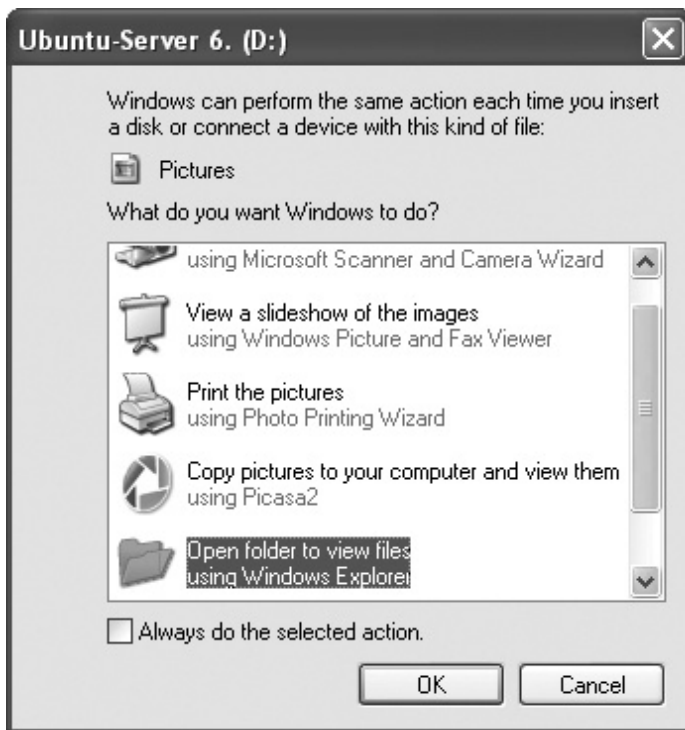 Ubuntu-Server 6. (D:)
Windows can perform the same action each time you insert
a disk or connect a device with this kind of file:
Pictures
What do you want Windows to do?
using Microsoft Scanner and Camera Wizard
View a slideshow of the images
using Windows Picture and Fax Viewer
Print the pictures
using Photo Printing Wizard
Copy pictures to your computer and view them
using Picasa2
Open folder to view files
using Windows Explorer
Always do the selected action.
OK
Cancel